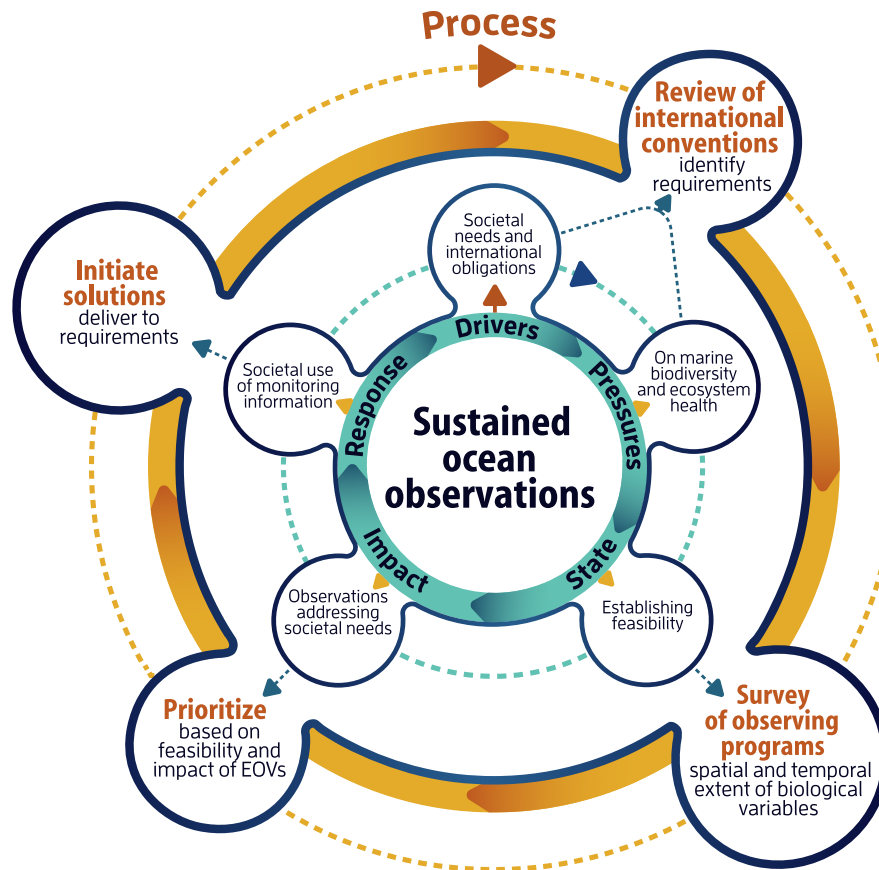 Process
Review of
international
conventions
identify
requirements
Initiate
solutions
deliver to
requirements
Societal
needs and
international
obligations
Drivers
Pressures
State
Impact
Response
On marine
biodiversity
and ecosystem
health
Societal use
of monitoring
information
Sustained
ocean
observations
Observations
addressing
societal needs
Establishing
feasibility
Prioritize
based on
feasibility and
impact of EOVs
Survey
of observing
programs
spatial and temporal
extent of biological
variables